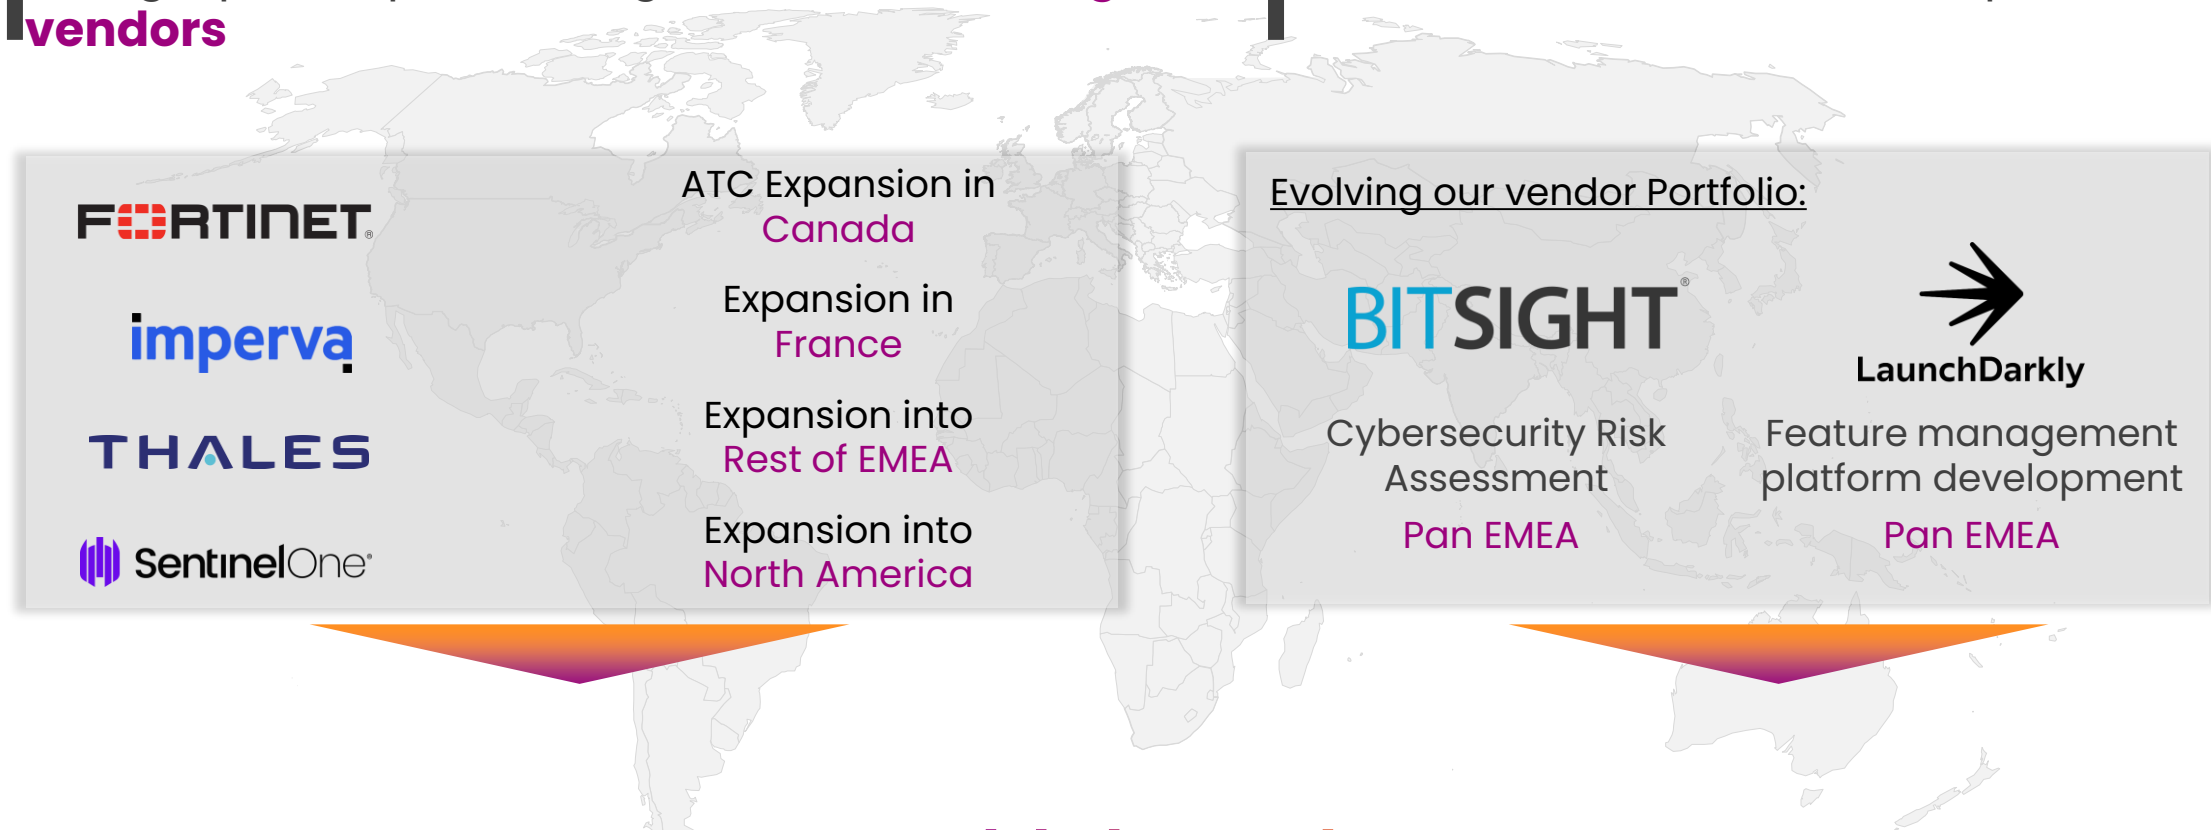 vendors
FORTINET®
ATC Expansion in
Canada
imperva
Expansion in
France
THALES
Expansion into
Rest of EMEA
SentinelOne®
Expansion into
North America
Evolving our vendor Portfolio:
BITSIGHT®
Cybersecurity Risk
Assessment
Pan EMEA
LaunchDarkly
Feature management
platform development
Pan EMEA